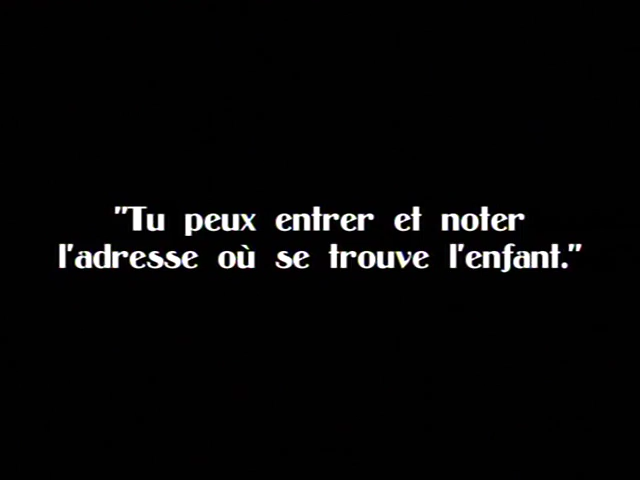 "Tu peux entrer et noter
l'adresse où se trouve l'enfant."